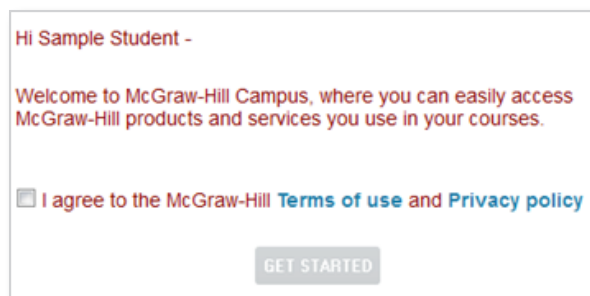 Hi Sample Student -
Welcome to McGraw-Hill Campus, where you can easily access
McGraw-Hill products and services you use in your courses.
I agree to the McGraw-Hill Terms of use and Privacy policy
GET STARTED